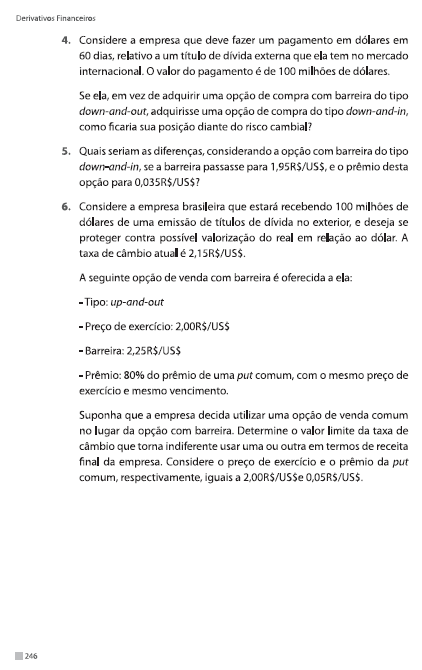 Derivativos Financeiros
4. Considere a empresa que deve fazer um pagamento em dólares em
60 dias, relativo a um título de dívida externa que ela tem no mercado
internacional. O valor do pagamento é de 100 milhões de dólares.
Se ela, em vez de adquirir uma opção de compra com barreira do tipo
down-and-out, adquirisse uma opção de compra do tipo down-and-in,
como ficaria sua posição diante do risco cambial?
5. Quais seriam as diferenças, considerando a opção com barreira do tipo
down-and-in, se a barreira passasse para 1,95R$/US$, e o prêmio desta
opção para 0,035R$/US$?
6. Considere a empresa brasileira que estará recebendo 100 milhões de
dólares de uma emissão de títulos de dívida no exterior, e deseja se
proteger contra possível valorização do real em relação ao dólar. A
taxa de câmbio atual é 2,15R$/US$.
A seguinte opção de venda com barreira é oferecida a ela:
- Tipo: up-and-out
- Preço de exercício: 2,00R$/US$
- Barreira: 2,25R$/US$
- Prêmio: 80% do prêmio de uma put comum, com o mesmo preço de
exercício e mesmo vencimento.
Suponha que a empresa decida utilizar uma opção de venda comum
no lugar da opção com barreira. Determine o valor limite da taxa de
câmbio que torna indiferente usar uma ou outra em termos de receita
final da empresa. Considere o preço de exercício e o prêmio da put
comum, respectivamente, iguais a 2,00R$/US$e 0,05R$/US$.
246